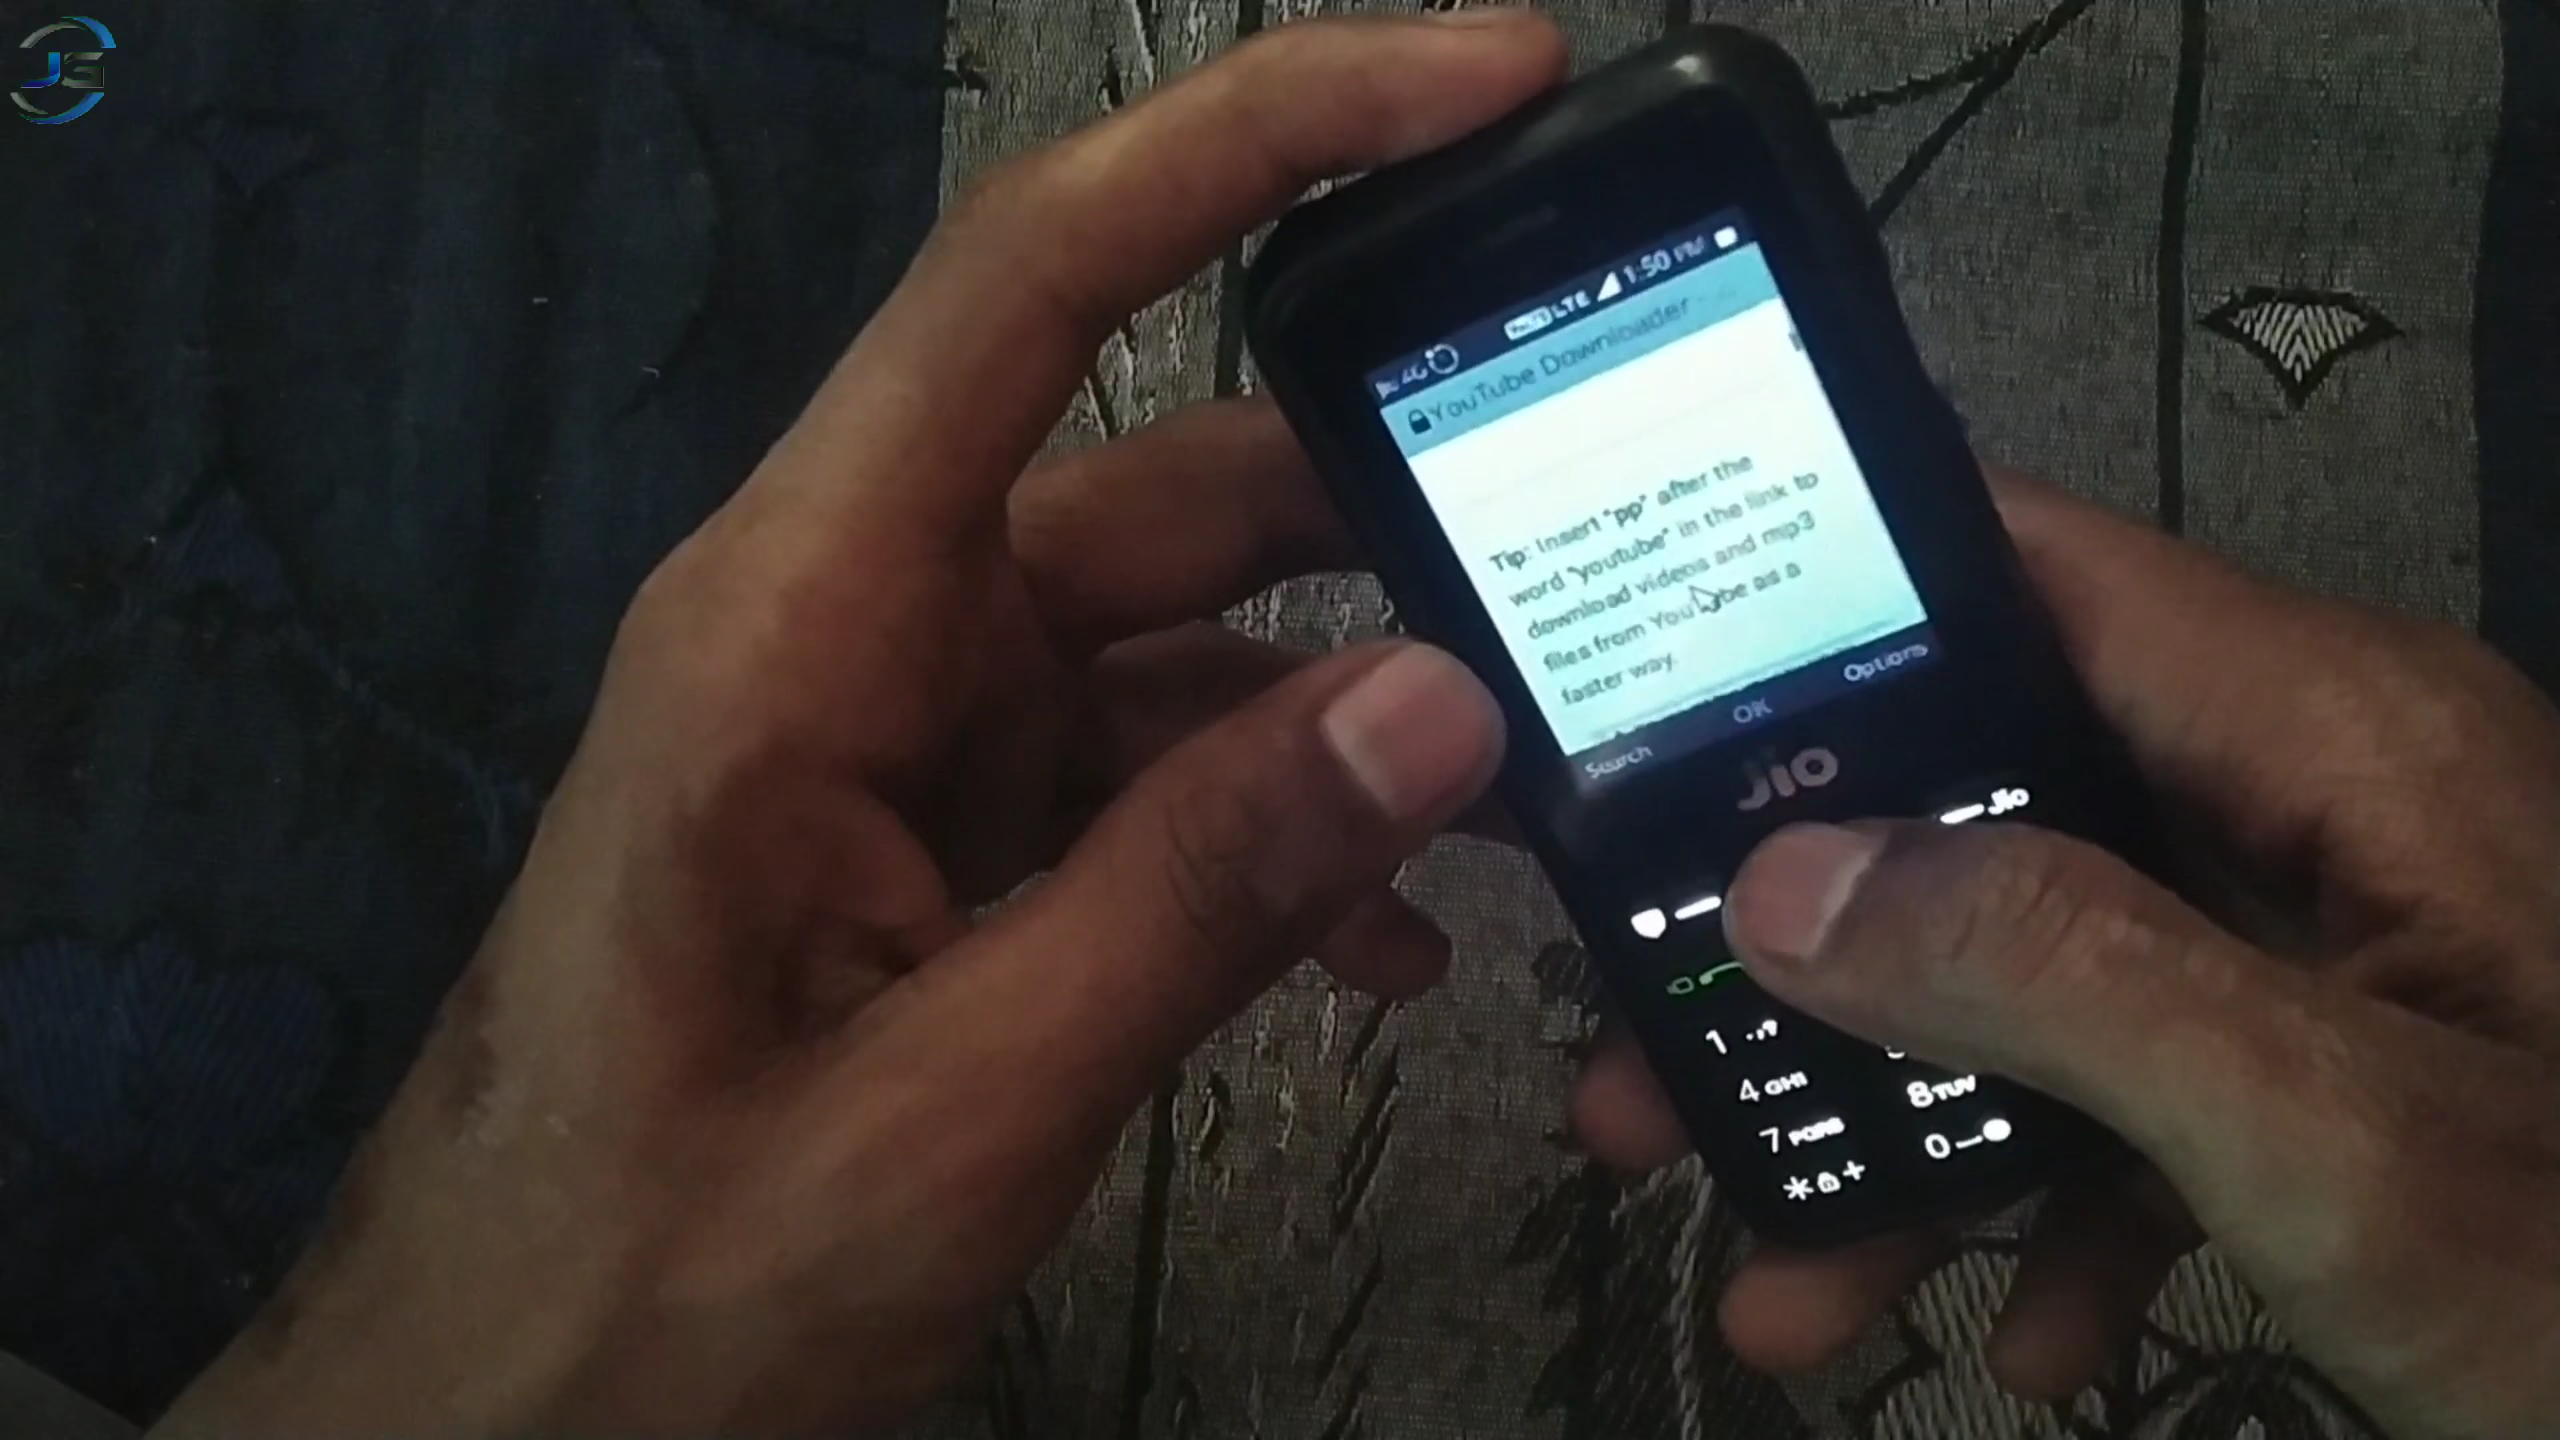 JS
4G
LTE 1:50 PM
YouTube Downloader -
Tip: Insert "pp" after the
word "youtube" in the link to
download videos and mp3
files from YouTube as a
faster way.
Search OK Options
Jio
Jio
1 .,?
4 GHI
8 TUV
7 PQRS
0
* +